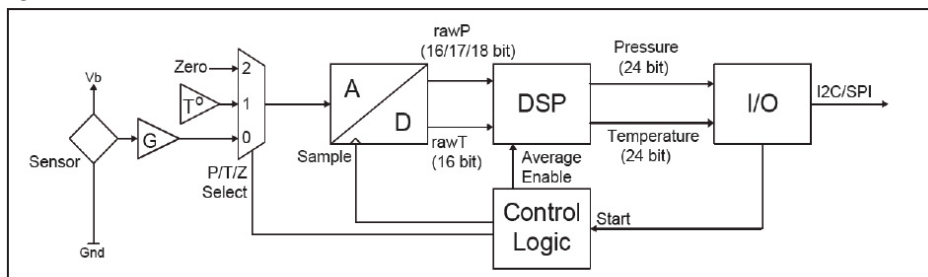 rawP
(16/17/18 bit)
Pressure
(24 bit)
Zero
2
Vb
A
I2C/SPI
T°
1
DSP
I/O
G
0
D
Sensor
Sample
rawT
(16 bit)
Temperature
(24 bit)
P/T/Z
Select
Average
Enable
Control
Logic
Start
Gnd